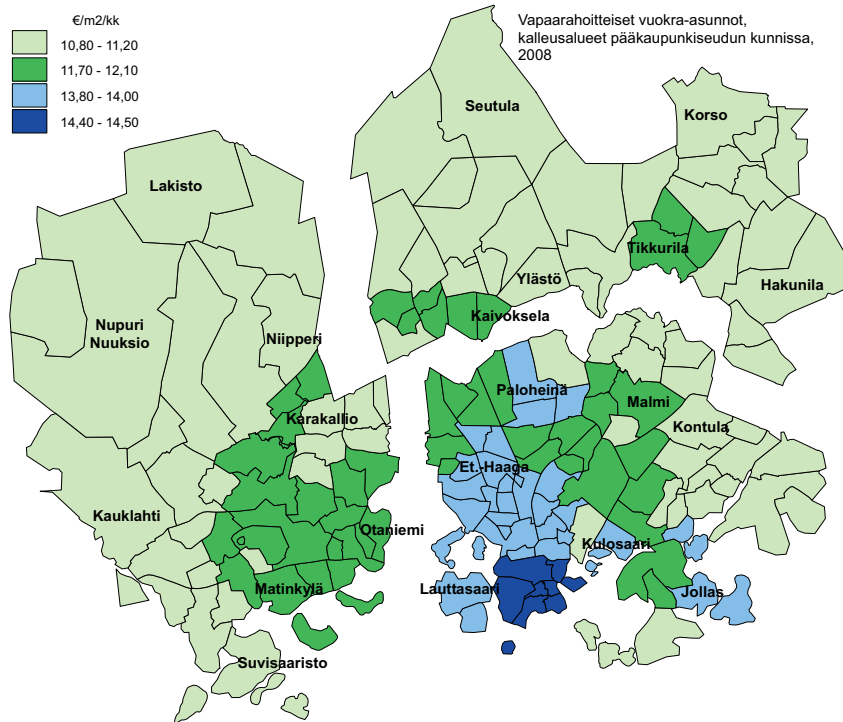 €/m2/kk
10,80 - 11,20
11,70 - 12,10
13,80 - 14,00
14,40 - 14,50
Vapaarahoitteiset vuokra-asunnot,
kalleusalueet pääkaupunkiseudun kunnissa,
2008
Seutula
Korso
Lakisto
Tikkurila
Ylästö
Hakunila
Nupuri
Nuuksio
Kaivoksela
Niipperi
Paloheinä
Malmi
Karakallio
Kontula
Et.-Haaga
Kauklahti
Otaniemi
Kulosaari
Matinkylä
Lauttasaari
Jollas
Suvisaaristo